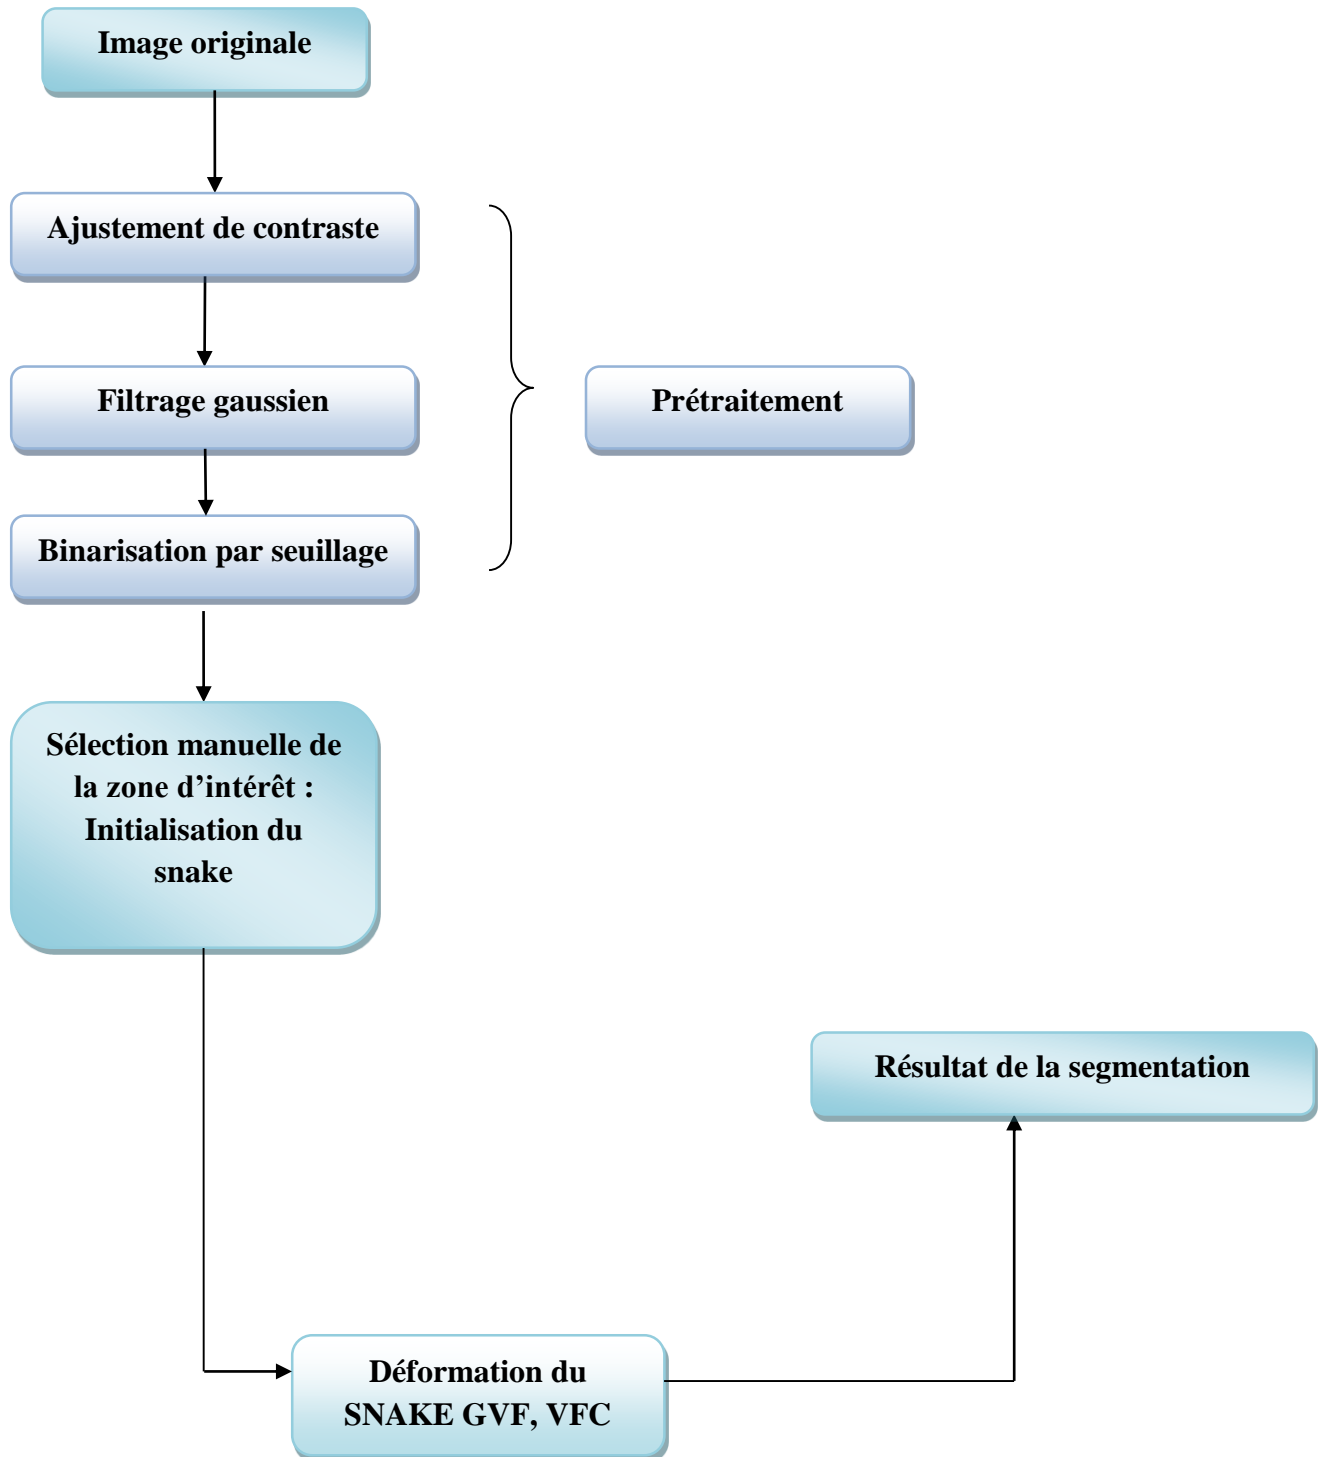 Image originale
Ajustement de contraste
Filtrage gaussien
Prétraitement
Binarisation par seuillage
Sélection manuelle de
la zone d’intérêt :
Initialisation du
snake
Résultat de la segmentation
Déformation du
SNAKE GVF, VFC